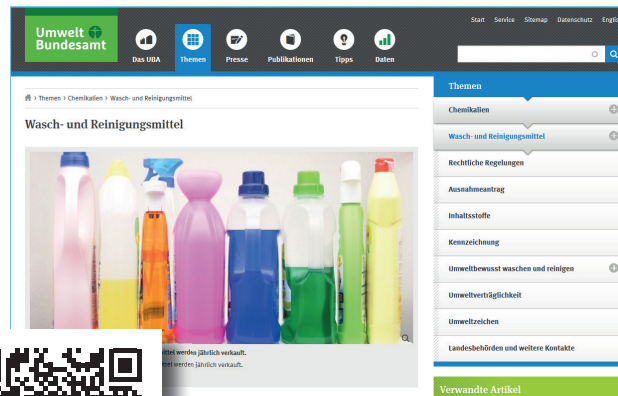 Start Service Sitemap Datenschutz
Umwelt
Bundesamt
Das UBA Themen Presse Publikationen Tipps Daten
Themen
› Themen › Chemikalien › Wasch- und Reinigungsmittel
Chemikalien
Wasch- und Reinigungsmittel
Wasch- und Reinigungsmittel
Rechtliche Regelungen
Ausnahmeantrag
Inhaltsstoffe
Kennzeichnung
Umweltbewusst waschen und reinigen
Umweltverträglichkeit
Umweltzeichen
Landesbehörden und weitere Kontakte
werden jährlich verkauft.
werden jährlich verkauft.
Verwandte Artikel